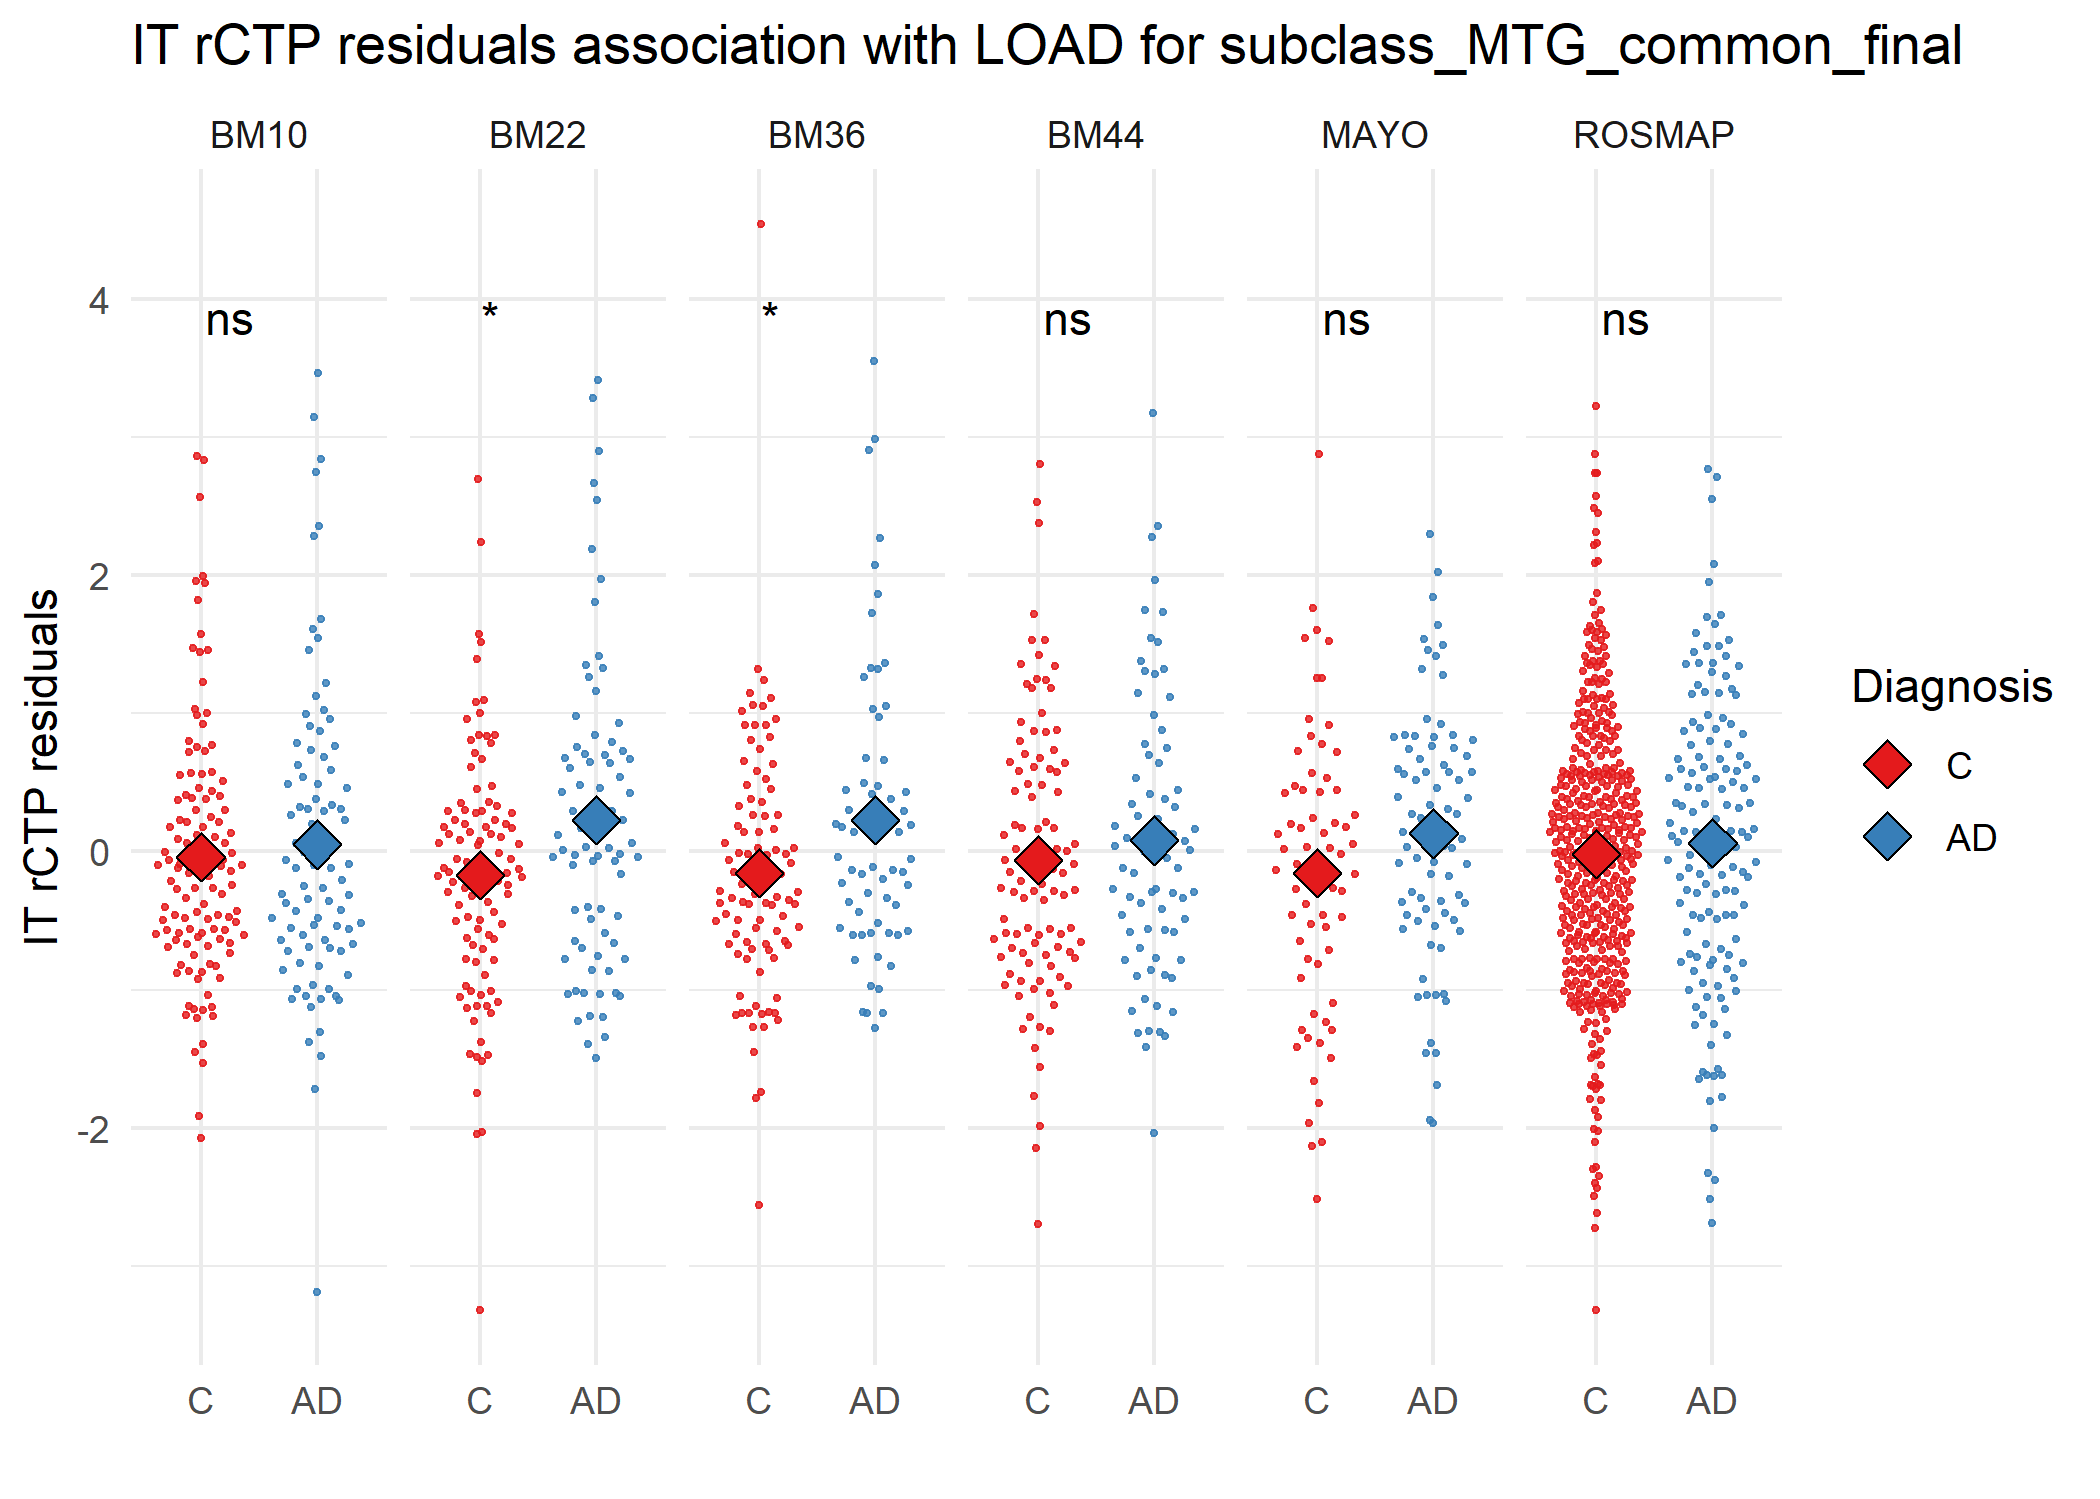 IT rCTP residuals association with LOAD for subclass_MTG_common_final
BM10 BM22 BM36 BM44 MAYO ROSMAP
4
ns * * ns ns ns
2
0
-2
IT rCTP residuals
C AD C AD C AD C AD C AD C AD
Diagnosis
C
AD